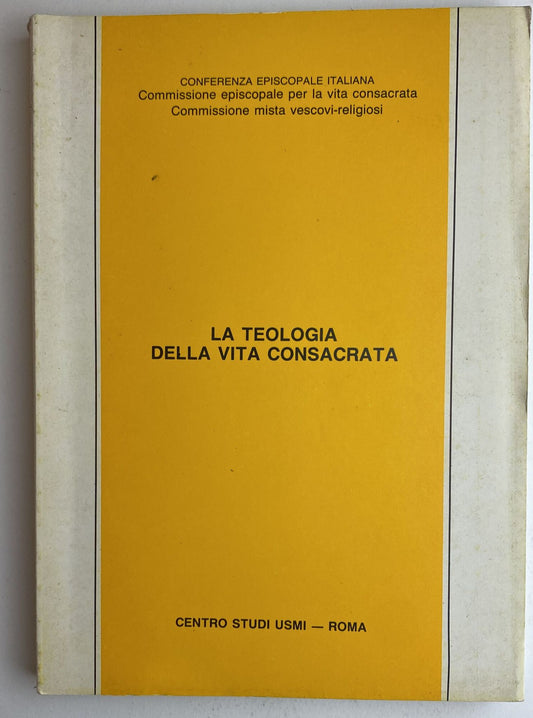 CONFERENZA EPISCOPALE ITALIANA
Commissione episcopale per la vita consacrata
Commissione mista vescovi-religiosi
LA TEOLOGIA
DELLA VITA CONSACRATA
CENTRO STUDI USMI — ROMA